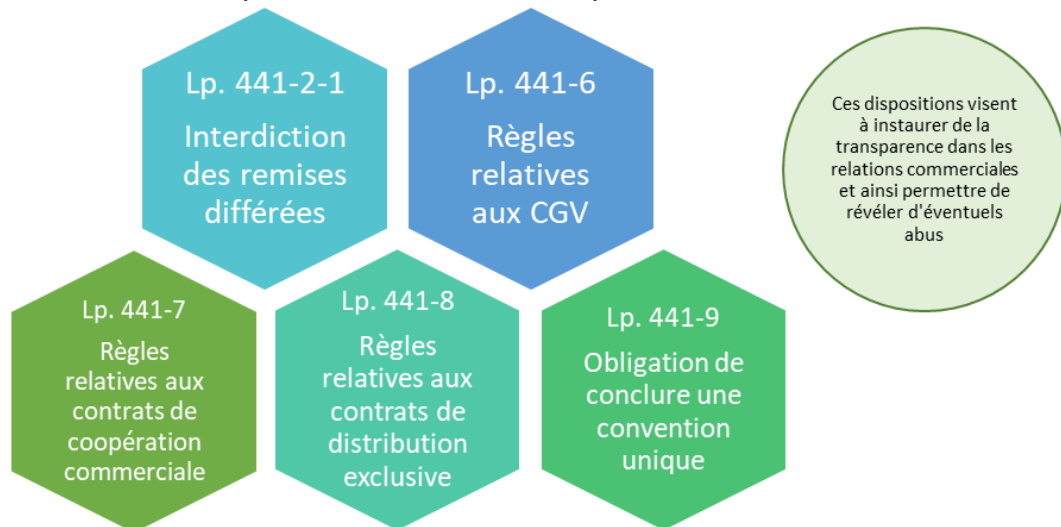 Lp. 441-2-1
Interdiction
des remises
différées
Lp. 441-6
Règles
relatives
aux CGV
Ces dispositions visent
à instaurer de la
transparence dans les
relations commerciales
et ainsi permettre de
révéler d'éventuels
abus
Lp. 441-7
Règles
relatives aux
contrats de
coopération
commerciale
Lp. 441-8
Règles
relatives aux
contrats de
distribution
exclusive
Lp. 441-9
Obligation de
conclure une
convention
unique